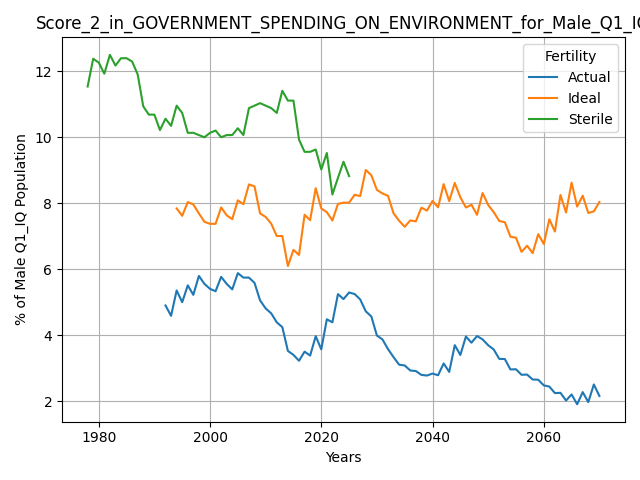 Score_2_in_GOVERNMENT_SPENDING_ON_ENVIRONMENT_for_Male_Q1_IQ
Fertility
Actual
Ideal
Sterile
% of Male Q1_IQ Population
12
10
8
6
4
2
1980 2000 2020 2040 2060
Years